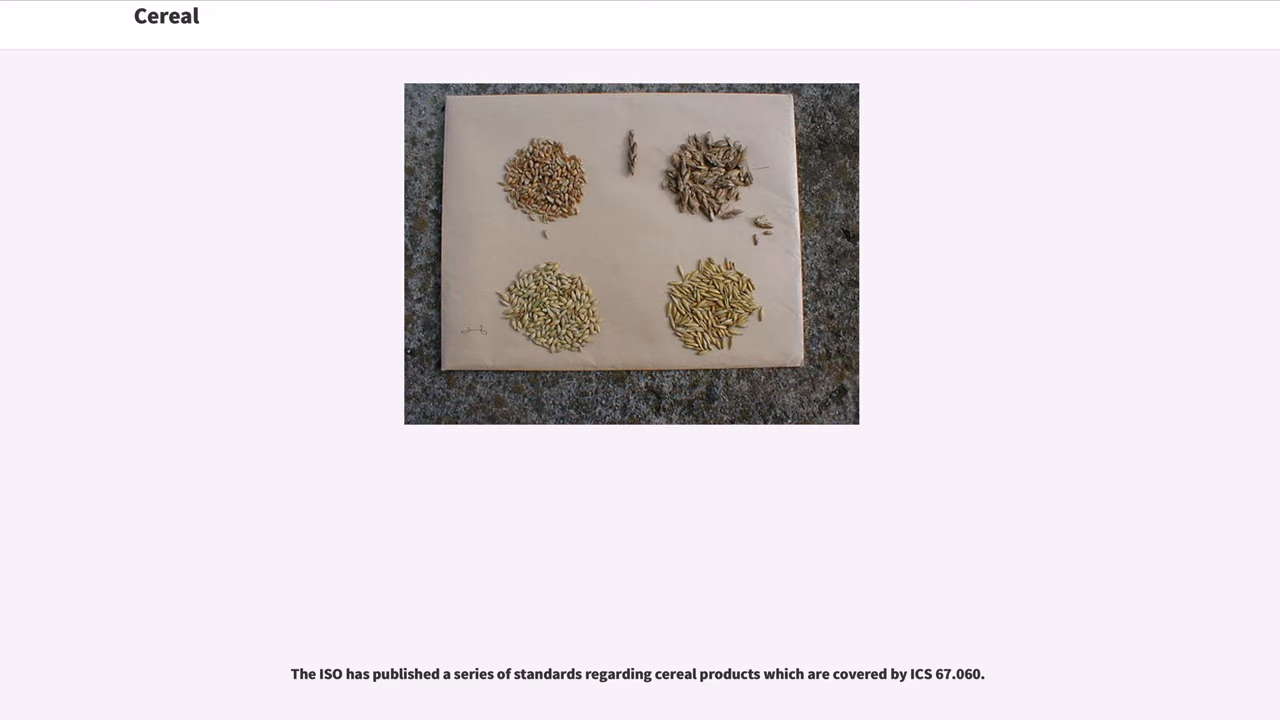 Cereal
The ISO has published a series of standards regarding cereal products which are covered by ICS 67.060.